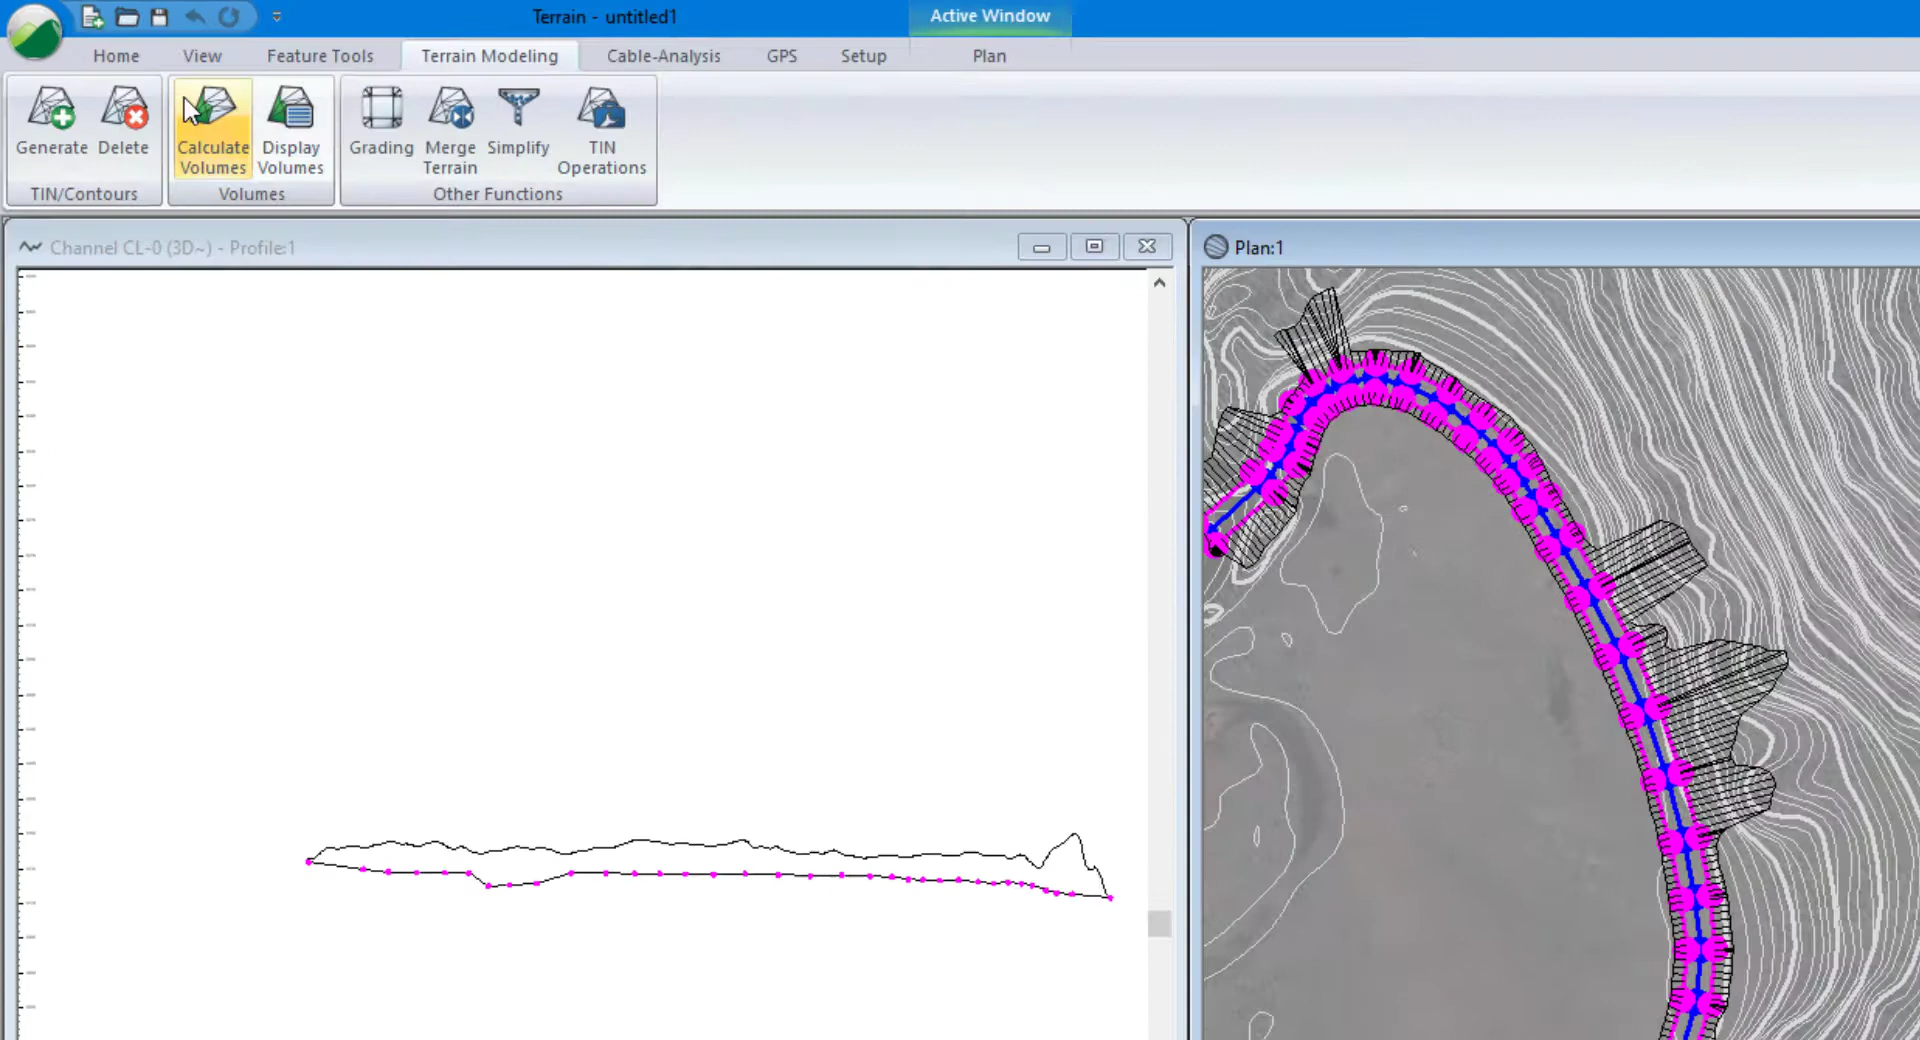 Terrain - untitled1
Active Window
Home
View
Feature Tools
Terrain Modeling
Cable-Analysis
GPS
Setup
Plan
Generate
Delete
Calculate
Volumes
Display
Volumes
Grading
Merge
Terrain
Simplify
TIN
Operations
TIN/Contours
Volumes
Other Functions
Channel CL-0 (3D~) - Profile:1
Plan:1